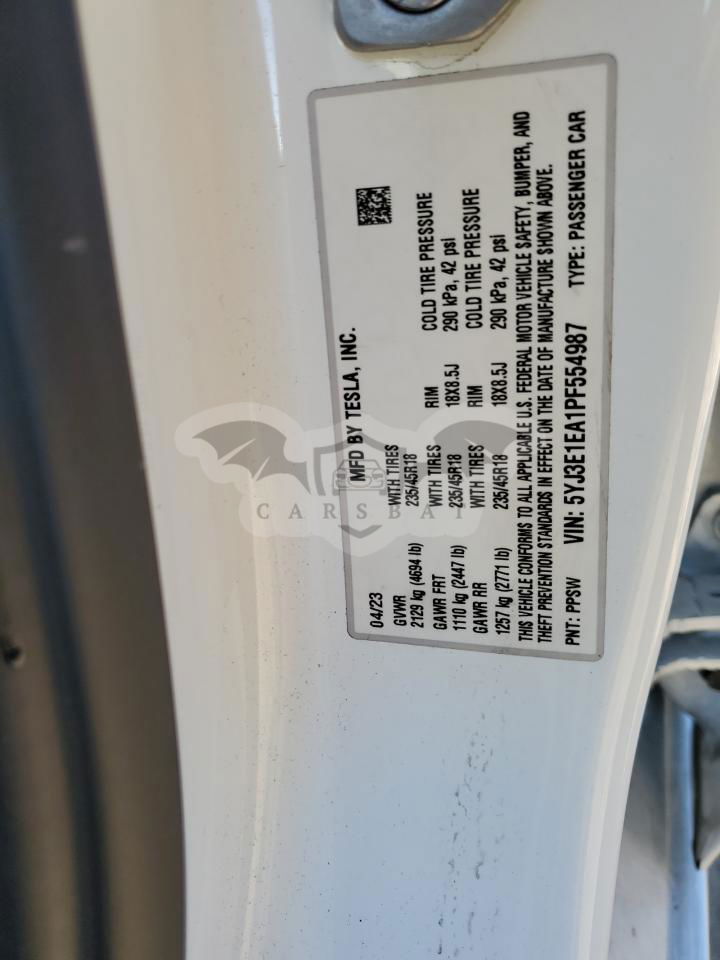 MFD BY TESLA, INC.
04/23
GVWR WITH TIRES
2129 kg (4694 lb) 235/45R18
GAWR FRT WITH TIRES RIM COLD TIRE PRESSURE
1110 kg (2447 lb) 235/45R18 18X8.5J 290 kPa, 42 psi
GAWR RR WITH TIRES RIM COLD TIRE PRESSURE
1257 kg (2771 lb) 235/45R18 18X8.5J 290 kPa, 42 psi
THIS VEHICLE CONFORMS TO ALL APPLICABLE U.S. FEDERAL MOTOR VEHICLE SAFETY, BUMPER, AND
THEFT PREVENTION STANDARDS IN EFFECT ON THE DATE OF MANUFACTURE SHOWN ABOVE.
PNT: PPSW VIN: 5YJ3E1EA1PF554987 TYPE: PASSENGER CAR
CARSBAT